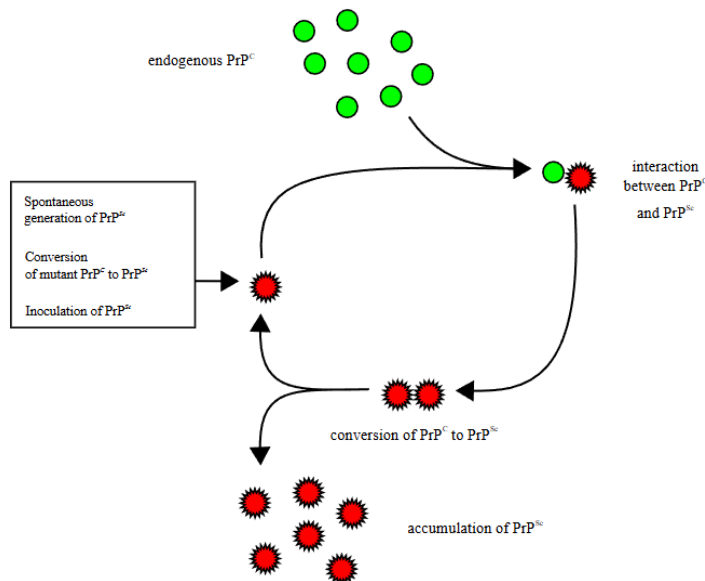 endogenous PrPᶜ
interaction
between PrPᶜ
and PrPˢᶜ
Spontaneous
generation of PrPˢᶜ
Conversion
of mutant PrPᶜ to PrPˢᶜ
Inoculation of PrPˢᶜ
conversion of PrPᶜ to PrPˢᶜ
accumulation of PrPˢᶜ